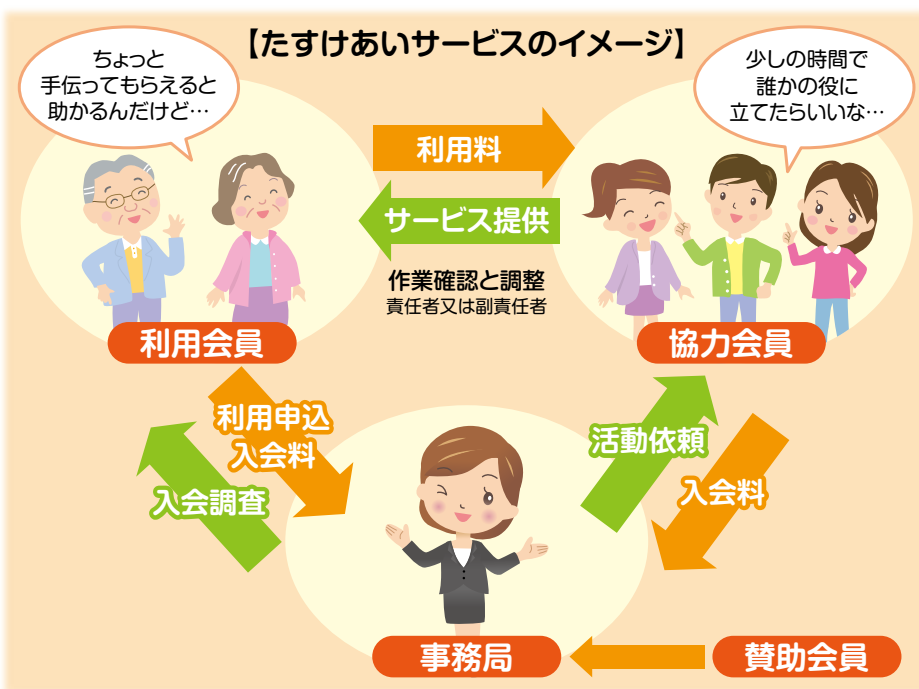 【たすけあいサービスのイメージ】
ちょっと
手伝ってもらえると
助かるんだけど…
少しの時間で
誰かの役に
立てたらいいな…
利用料
サービス提供
作業確認と調整
責任者又は副責任者
利用会員
協力会員
利用申込
入会料
入会調査
活動依頼
入会料
事務局
賛助会員